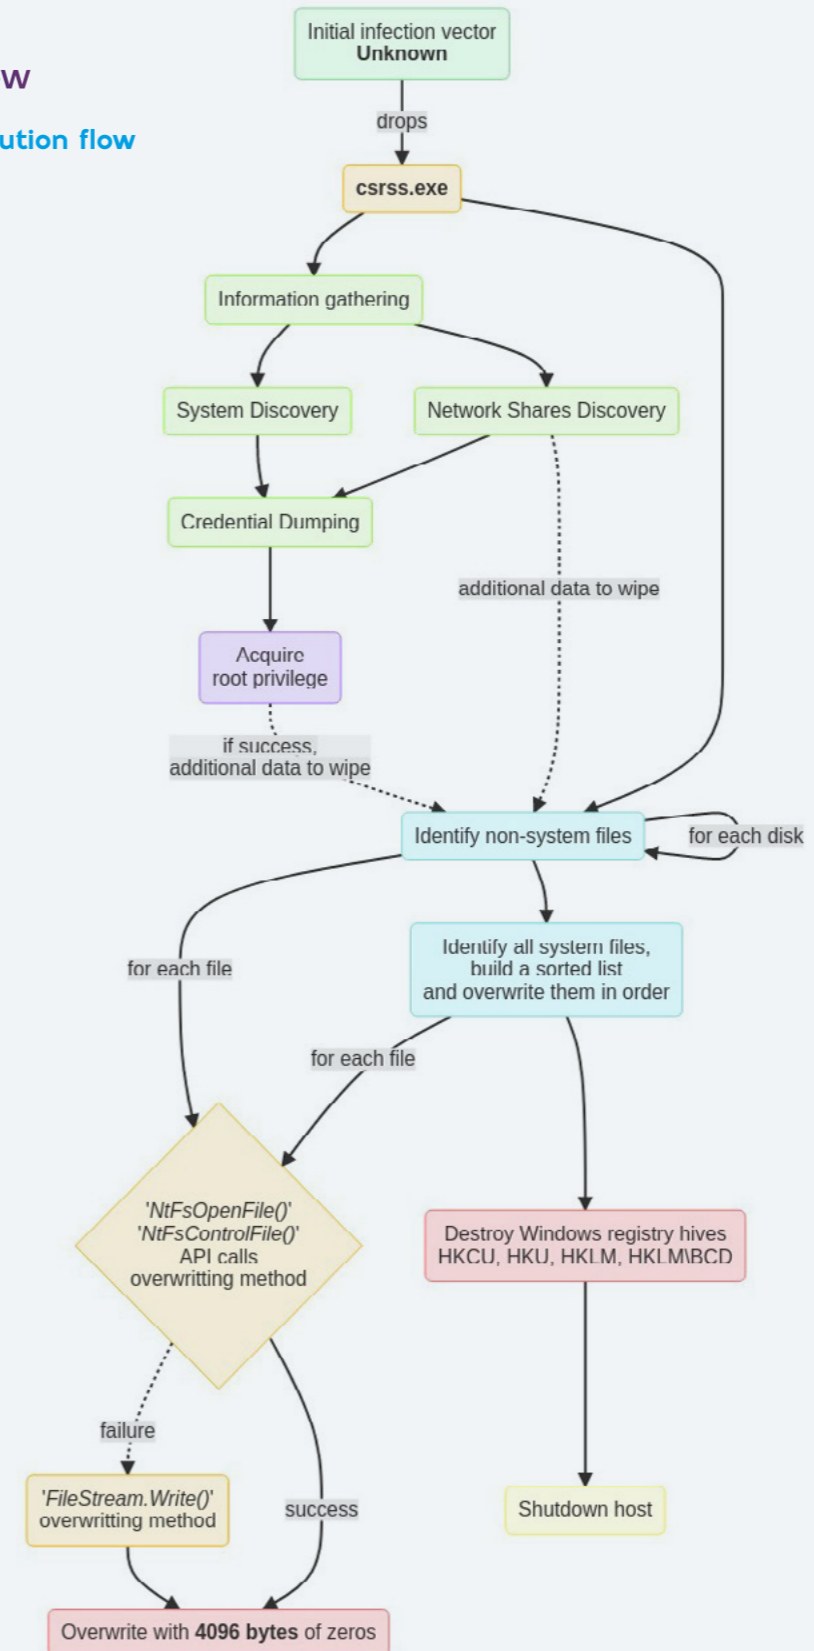 w
ution flow
Initial infection vector
Unknown
drops
csrss.exe
Information gathering
System Discovery
Network Shares Discovery
Credential Dumping
additional data to wipe
Acquire
root privilege
if success,
additional data to wipe
Identify non-system files
for each disk
for each file
Identify all system files,
build a sorted list
and overwrite them in order
for each file
'NtFsOpenFile()'
'NtFsControlFile()'
API calls
overwritting method
Destroy Windows registry hives
HKCU, HKU, HKLM, HKLM\BCD
failure
'FileStream.Write()'
overwritting method
success
Shutdown host
Overwrite with 4096 bytes of zeros